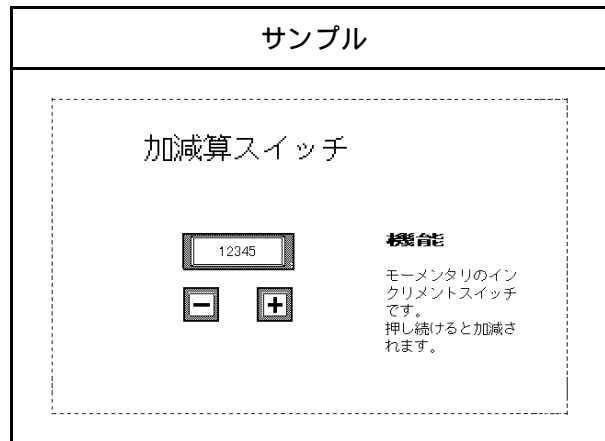 サンプル
加減算スイッチ
12345
− +
機能
モーメンタリのイン
クリメントスイッチ
です。
押し続けると加減さ
れます。